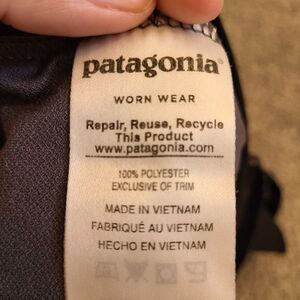 patagonia®
WORN WEAR
Repair, Reuse, Recycle
This Product
www.patagonia.com
100% POLYESTER
EXCLUSIVE OF TRIM
MADE IN VIETNAM
FABRIQUÉ AU VIETNAM
HECHO EN VIETNAM